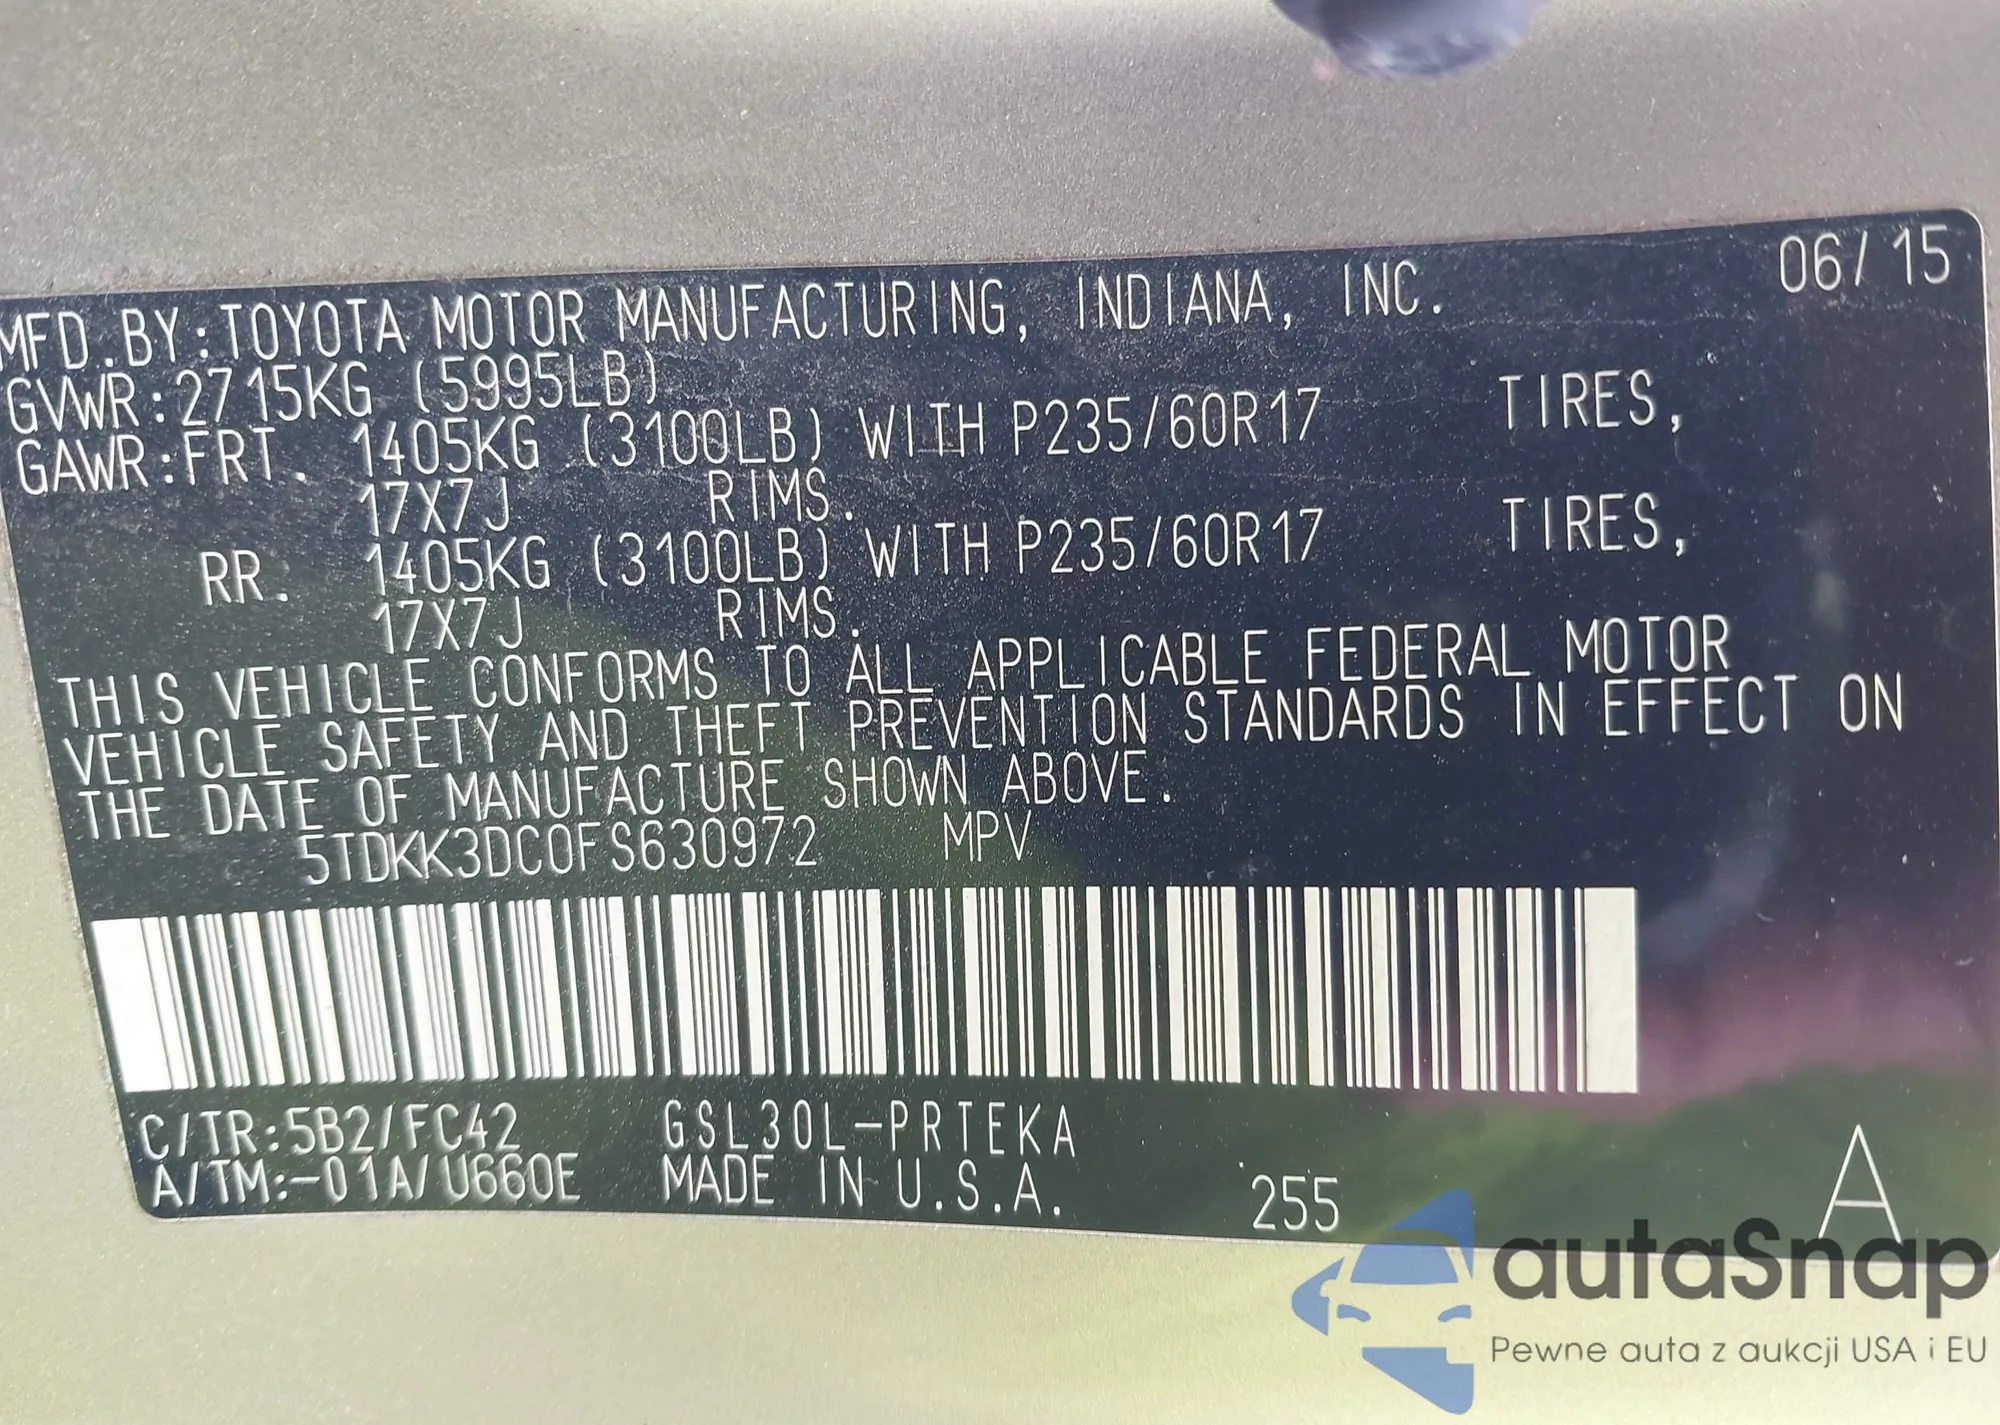 06/15
MFD.BY:TOYOTA MOTOR MANUFACTURING, INDIANA, INC.
GVWR:2715KG (5995LB)
GAWR:FRT. 1405KG (3100LB) WITH P235/60R17 TIRES,
17X7J RIMS.
RR. 1405KG (3100LB) WITH P235/60R17 TIRES,
17X7J RIMS.
THIS VEHICLE CONFORMS TO ALL APPLICABLE FEDERAL MOTOR
VEHICLE SAFETY AND THEFT PREVENTION STANDARDS IN EFFECT ON
THE DATE OF MANUFACTURE SHOWN ABOVE.
5TDKK3DC0FS630972 MPV
C/TR:5B2/FC42 GSL30L-PRTEKA
A/TM:-01A/U660E MADE IN U.S.A. 255 A
autaSnap
Pewne auta z aukcji USA i EU